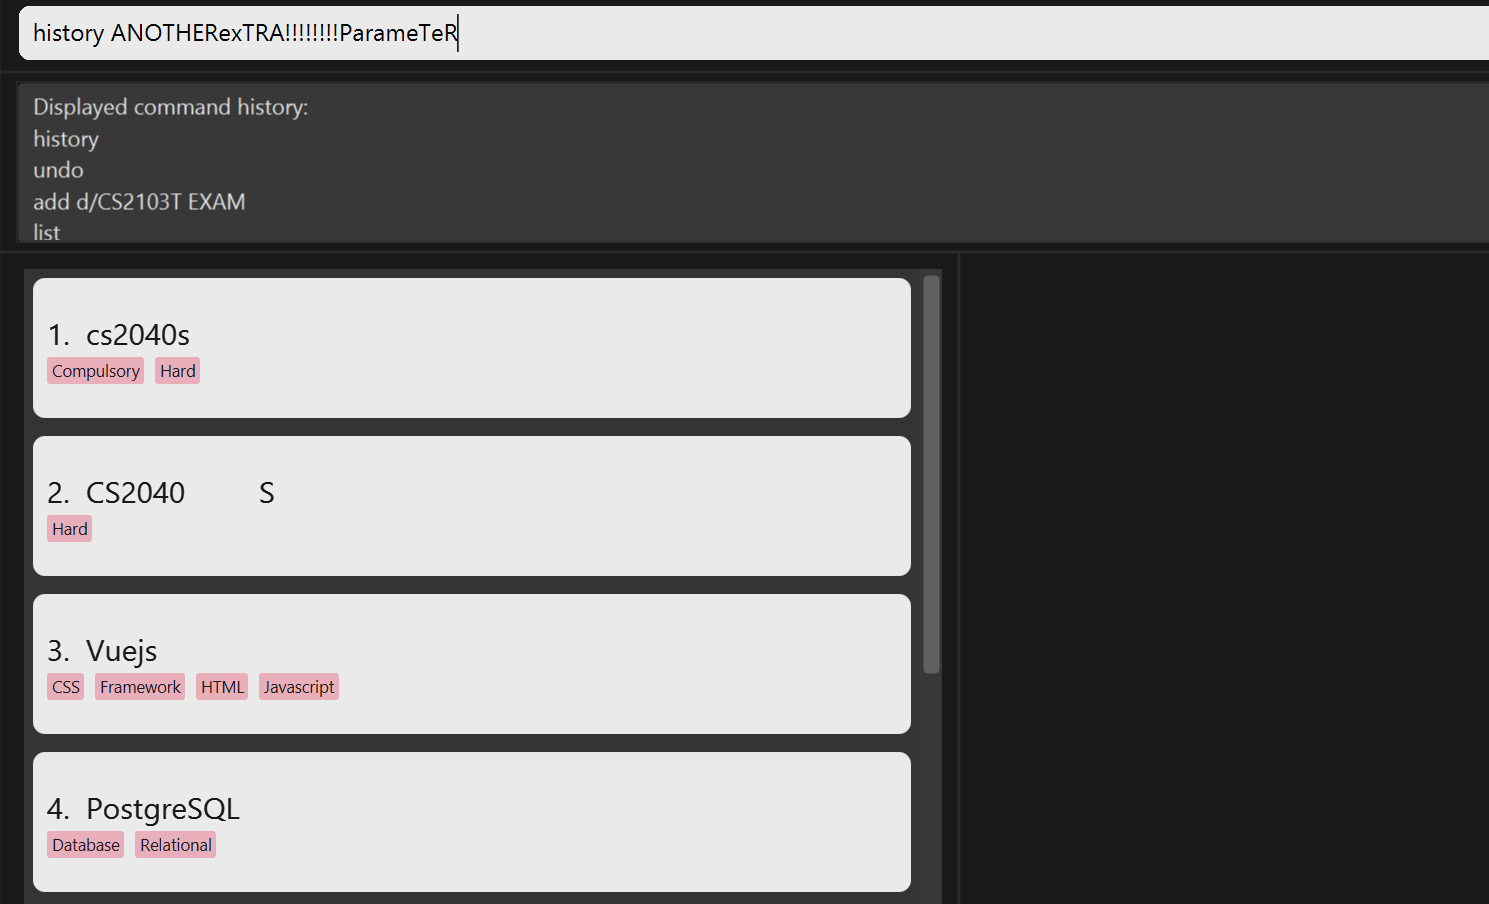 history ANOTHERexTRA!!!!!!!!ParameTeR
Displayed command history:
history
undo
add d/CS2103T EXAM
list
1. cs2040s
Compulsory Hard
2. CS2040 S
Hard
3. Vuejs
CSS Framework HTML Javascript
4. PostgreSQL
Database Relational